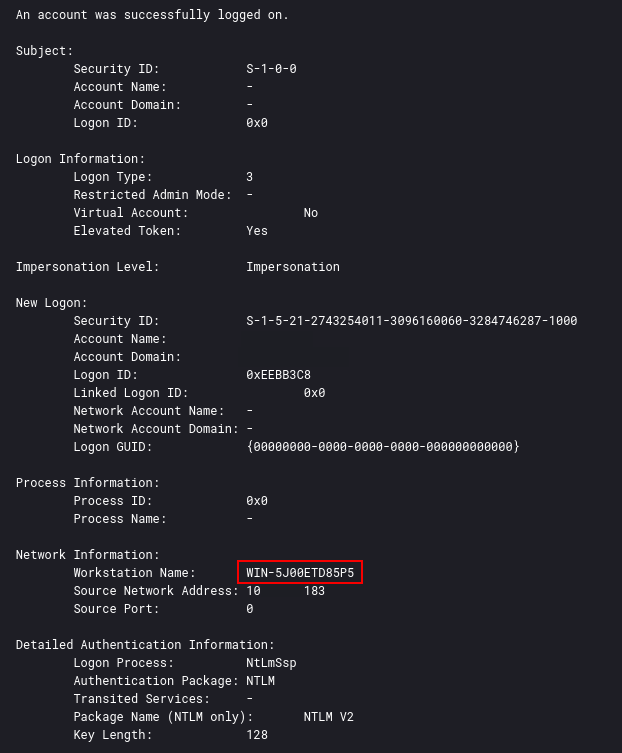 An account was successfully logged on.
Subject:
Security ID: S-1-0-0
Account Name: -
Account Domain: -
Logon ID: 0x0
Logon Information:
Logon Type: 3
Restricted Admin Mode: -
Virtual Account: No
Elevated Token: Yes
Impersonation Level: Impersonation
New Logon:
Security ID: S-1-5-21-2743254011-3096160060-3284746287-1000
Account Name:
Account Domain:
Logon ID: 0xEEBB3C8
Linked Logon ID: 0x0
Network Account Name: -
Network Account Domain: -
Logon GUID: {00000000-0000-0000-0000-000000000000}
Process Information:
Process ID: 0x0
Process Name: -
Network Information:
Workstation Name: WIN-5J00ETD85P5
Source Network Address: 10 183
Source Port: 0
Detailed Authentication Information:
Logon Process: NtLmSsp
Authentication Package: NTLM
Transited Services: -
Package Name (NTLM only): NTLM V2
Key Length: 128